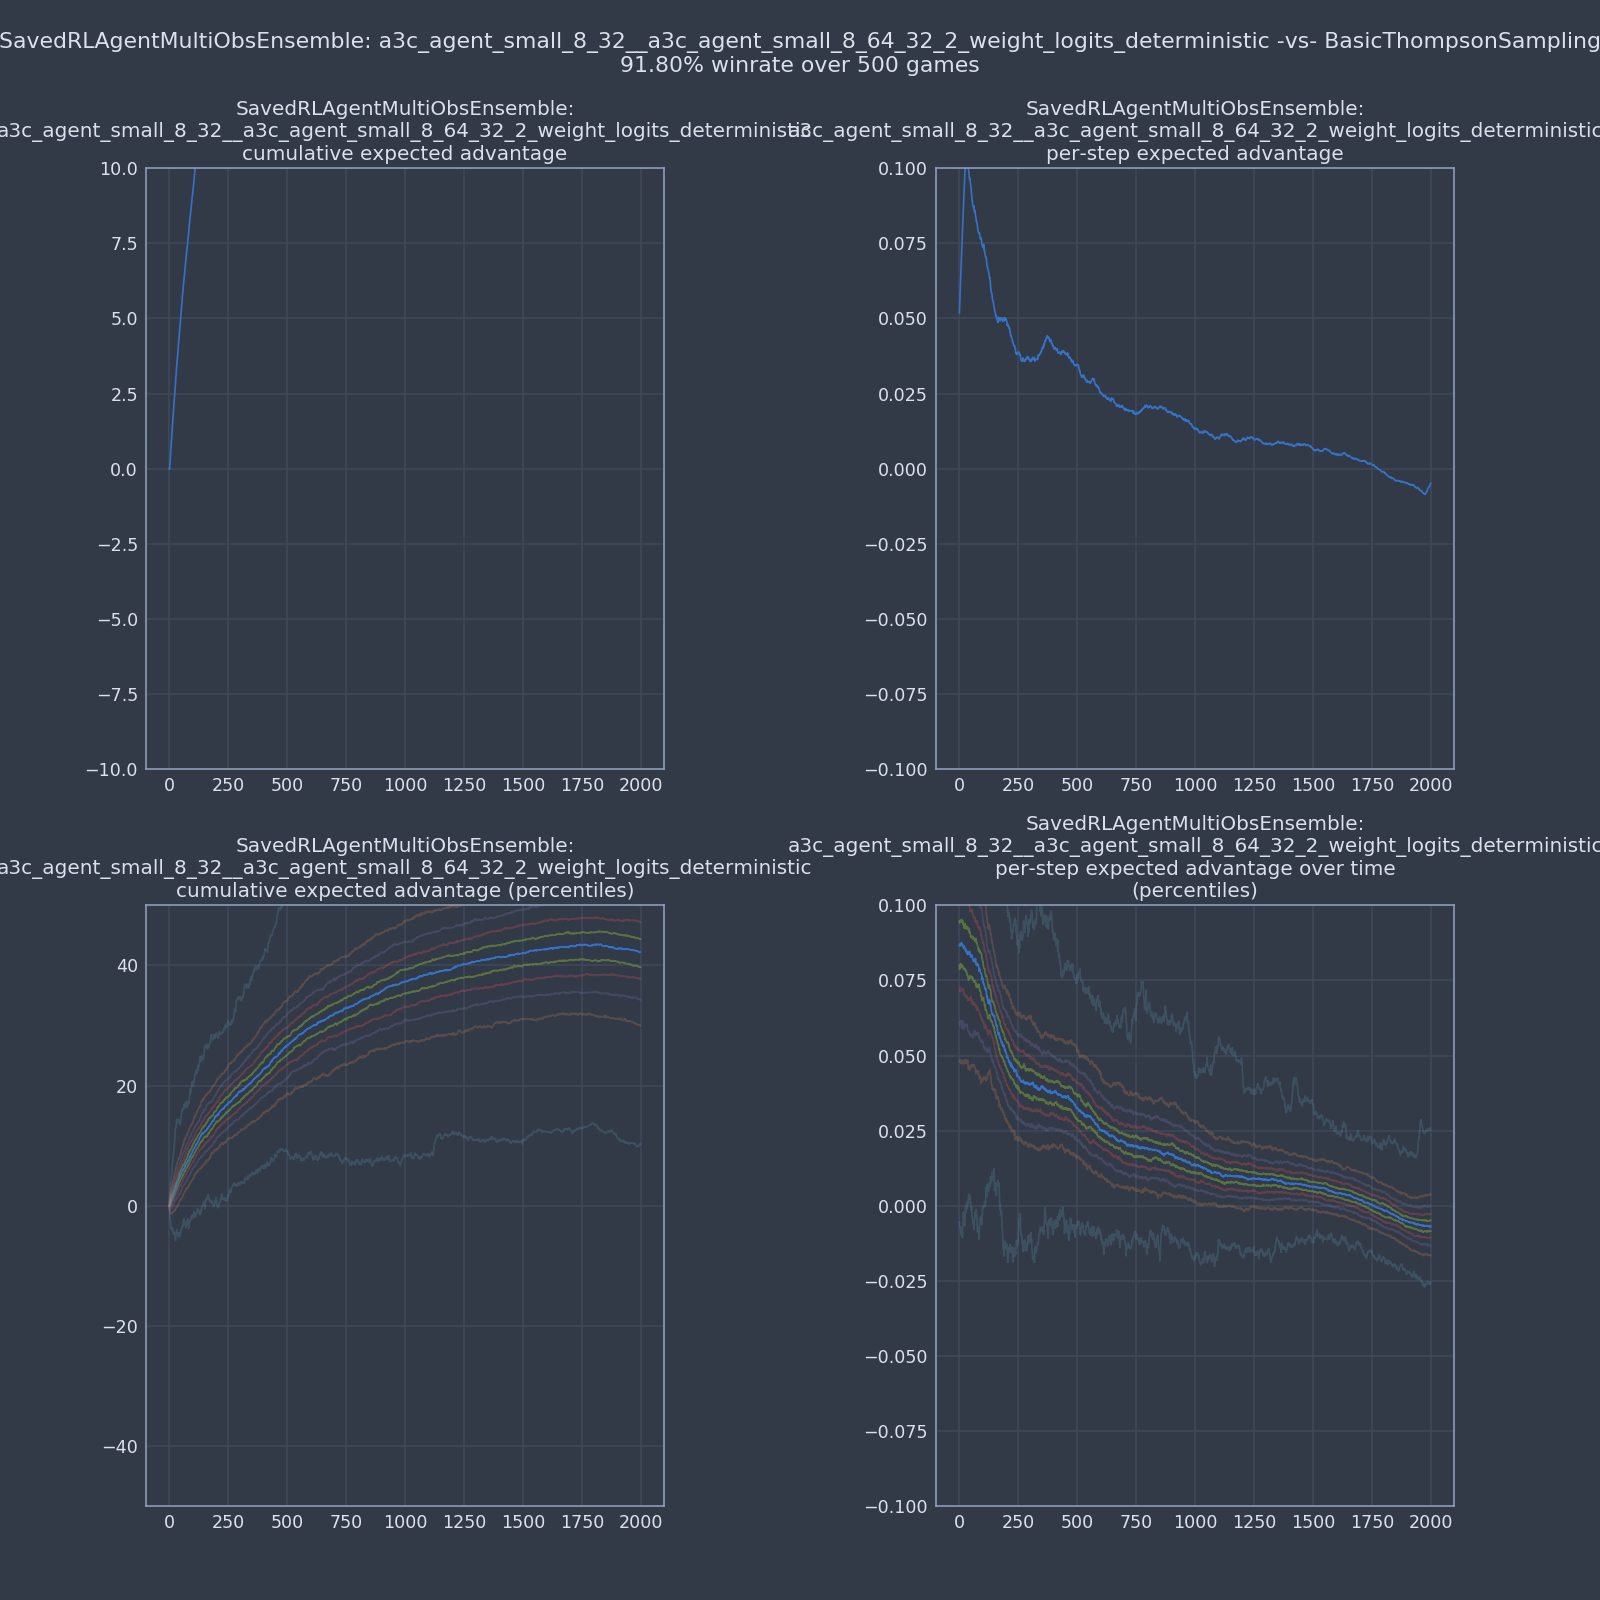 SavedRLAgentMultiObsEnsemble: a3c_agent_small_8_32__a3c_agent_small_8_64_32_2_weight_logits_deterministic -vs- BasicThompsonSampling
91.80% winrate over 500 games
SavedRLAgentMultiObsEnsemble:
a3c_agent_small_8_32__a3c_agent_small_8_64_32_2_weight_logits_deterministic
cumulative expected advantage
10.0
7.5
5.0
2.5
0.0
−2.5
−5.0
−7.5
−10.0
0 250 500 750 1000 1250 1500 1750 2000
SavedRLAgentMultiObsEnsemble:
a3c_agent_small_8_32__a3c_agent_small_8_64_32_2_weight_logits_deterministic
per-step expected advantage
0.100
0.075
0.050
0.025
0.000
−0.025
−0.050
−0.075
−0.100
0 250 500 750 1000 1250 1500 1750 2000
SavedRLAgentMultiObsEnsemble:
a3c_agent_small_8_32__a3c_agent_small_8_64_32_2_weight_logits_deterministic
cumulative expected advantage (percentiles)
40
20
0
−20
−40
0 250 500 750 1000 1250 1500 1750 2000
SavedRLAgentMultiObsEnsemble:
a3c_agent_small_8_32__a3c_agent_small_8_64_32_2_weight_logits_deterministic
per-step expected advantage over time
(percentiles)
0.100
0.075
0.050
0.025
0.000
−0.025
−0.050
−0.075
−0.100
0 250 500 750 1000 1250 1500 1750 2000